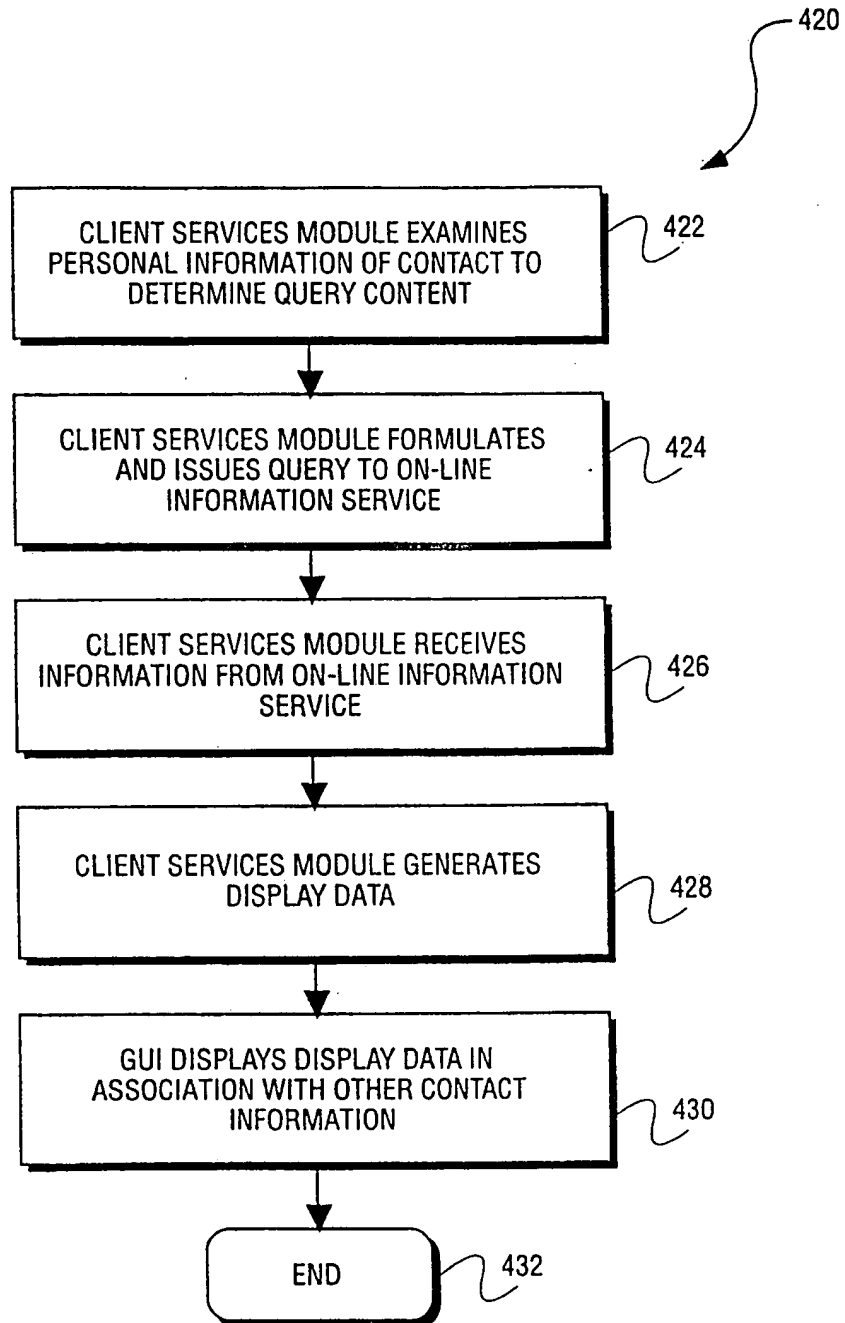 420
CLIENT SERVICES MODULE EXAMINES
PERSONAL INFORMATION OF CONTACT TO
DETERMINE QUERY CONTENT
422
CLIENT SERVICES MODULE FORMULATES
AND ISSUES QUERY TO ON-LINE
INFORMATION SERVICE
424
CLIENT SERVICES MODULE RECEIVES
INFORMATION FROM ON-LINE INFORMATION
SERVICE
426
CLIENT SERVICES MODULE GENERATES
DISPLAY DATA
428
GUI DISPLAYS DISPLAY DATA IN
ASSOCIATION WITH OTHER CONTACT
INFORMATION
430
END
432